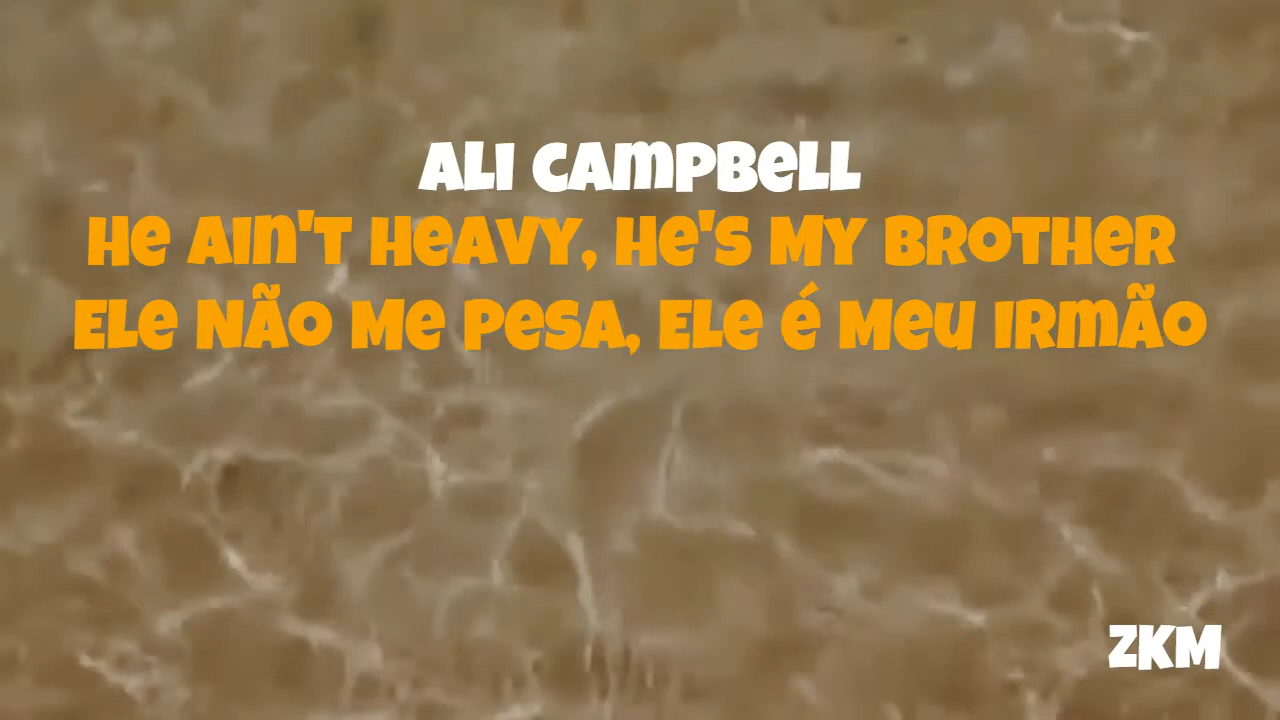 Ali Campbell
He Ain't Heavy, He's My Brother
Ele Não Me Pesa, Ele é Meu Irmão
ZKM